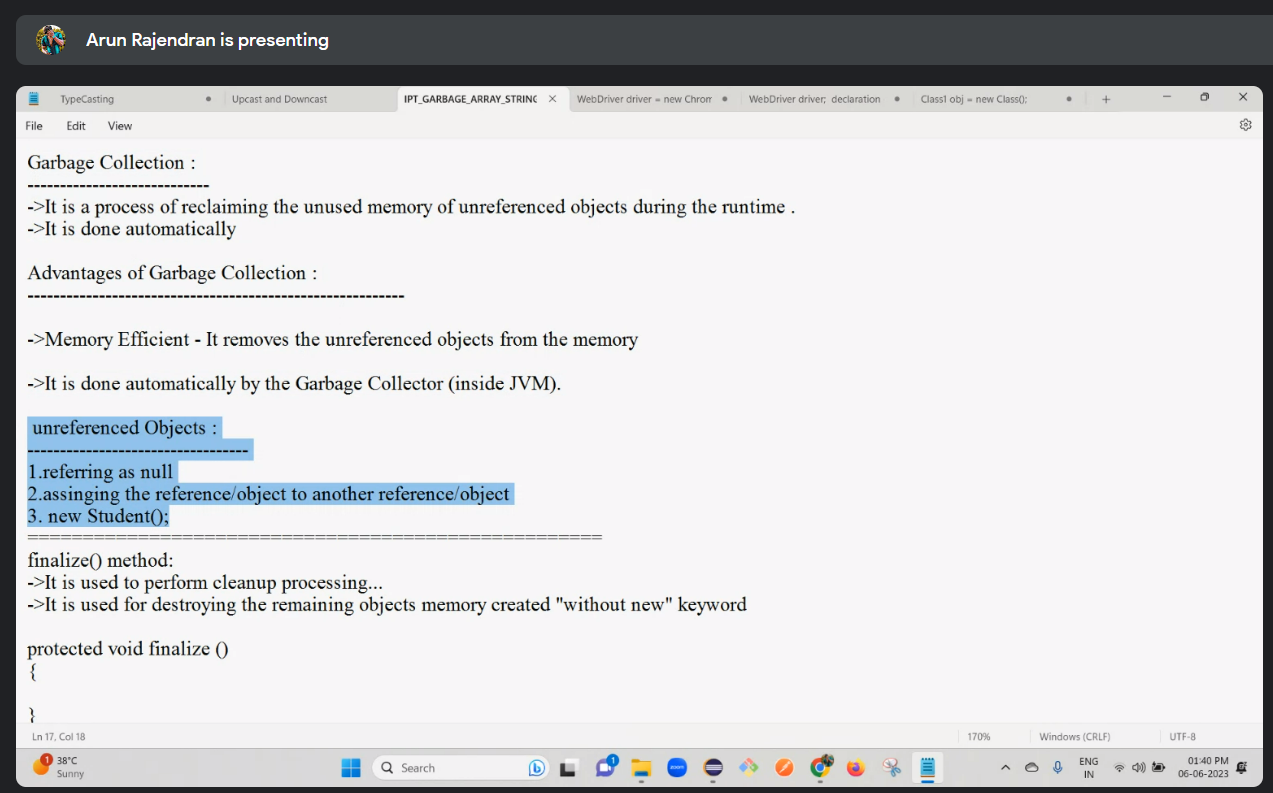 Arun Rajendran is presenting
TypeCasting
Upcast and Downcast
IPT_GARBAGE_ARRAY_STRING
WebDriver driver = new Chrom
WebDriver driver; declaration
Class1 obj = new Class();
File Edit View
Garbage Collection :
----------------------------
->It is a process of reclaiming the unused memory of unreferenced objects during the runtime .
->It is done automatically
Advantages of Garbage Collection :
----------------------------------------------------------
->Memory Efficient - It removes the unreferenced objects from the memory
->It is done automatically by the Garbage Collector (inside JVM).
unreferenced Objects :
----------------------------------
1.referring as null
2.assinging the reference/object to another reference/object
3. new Student();
====================================================
finalize() method:
->It is used to perform cleanup processing...
->It is used for destroying the remaining objects memory created "without new" keyword
protected void finalize ()
{
}
Ln 17, Col 18
170%
Windows (CRLF)
UTF-8
1
38°C
Sunny
Search
1
zoom
ENG
IN
01:40 PM
06-06-2023